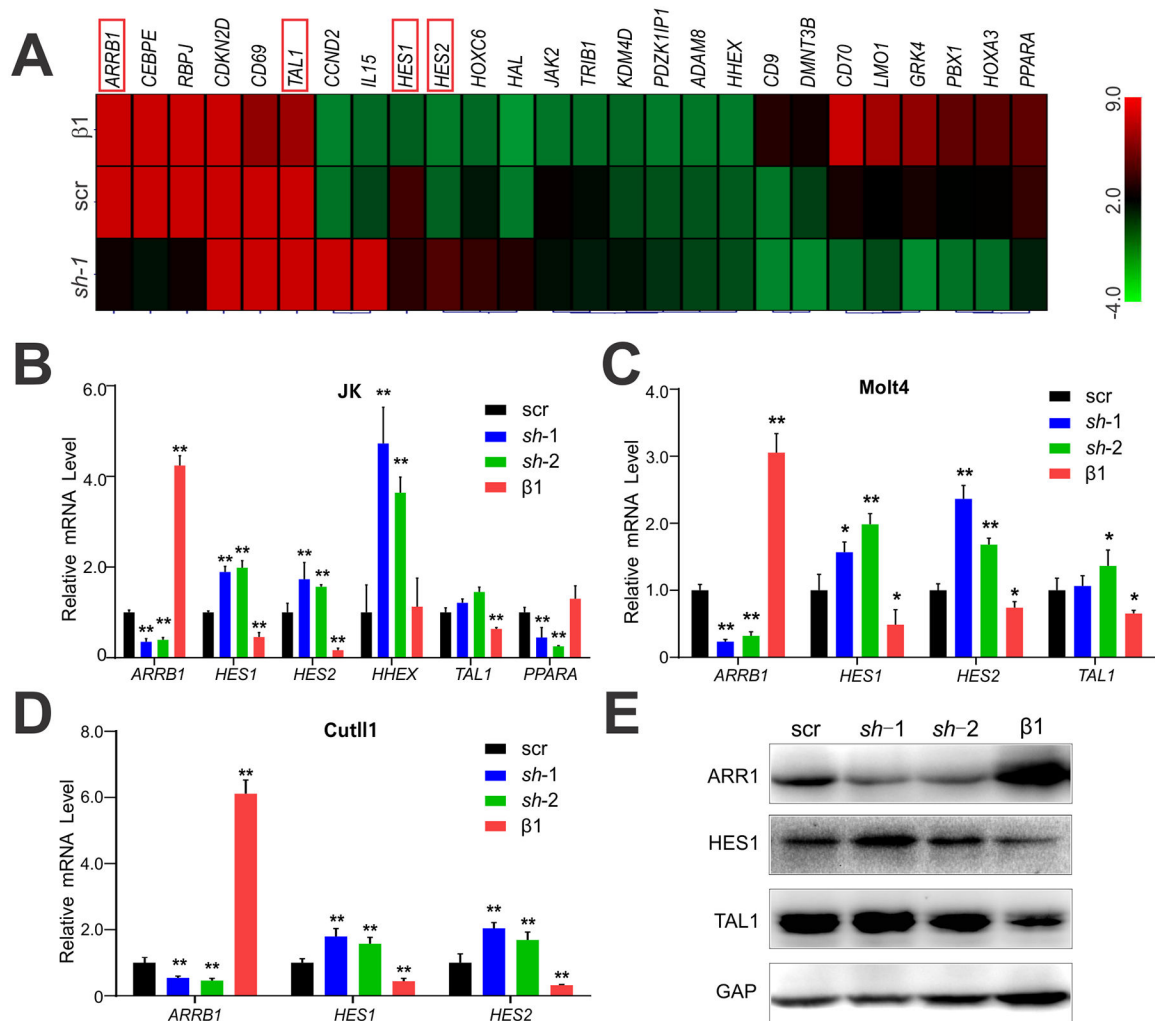 A
ARRB1 CEBPE RBPJ CDKN2D CD69 TAL1 CCND2 IL15 HES1 HES2 HOXC6 HAL JAK2 TRIB1 KDM4D PDZK1IP1 ADAM8 HHEX CD9 DMNT3B CD70 LMO1 GRK4 PBX1 HOXA3 PPARA
β1
scr
sh-1
9.0
2.0
-4.0
B
JK
Relative mRNA Level
6.0
4.0
2.0
0
scr
sh-1
sh-2
β1
** ** ** ** ** ** ** ** ** ** ** ** ** ** **
ARRB1 HES1 HES2 HHEX TAL1 PPARA
C
Molt4
Relative mRNA Level
4.0
3.0
2.0
1.0
0.0
scr
sh-1
sh-2
β1
** ** ** * ** * ** ** * * *
ARRB1 HES1 HES2 TAL1
D
Cutll1
Relative mRNA Level
8.0
6.0
4.0
2.0
0
scr
sh-1
sh-2
β1
** ** ** ** ** ** ** ** **
ARRB1 HES1 HES2
E
scr sh-1 sh-2 β1
ARR1
HES1
TAL1
GAP